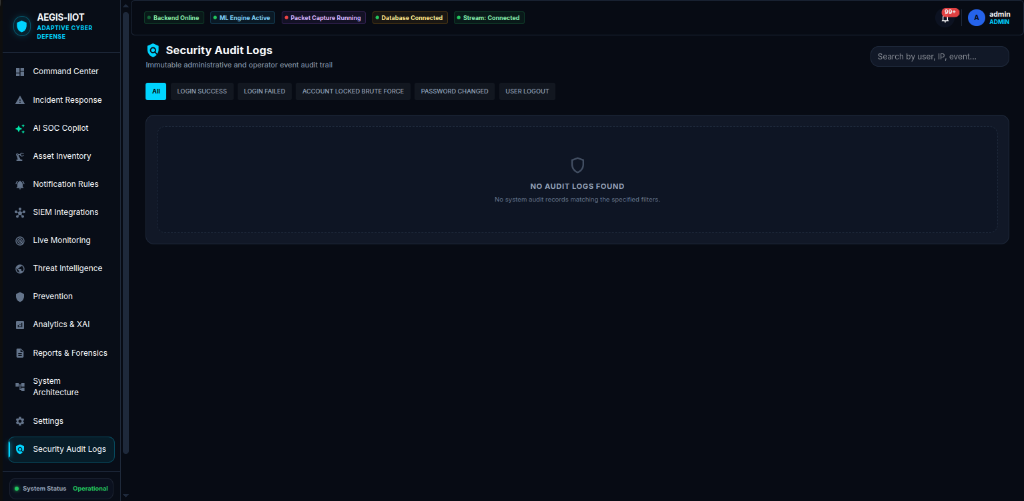 AEGIS-IIOT
ADAPTIVE CYBER
DEFENSE
Command Center
Incident Response
AI SOC Copilot
Asset Inventory
Notification Rules
SIEM Integrations
Live Monitoring
Threat Intelligence
Prevention
Analytics & XAI
Reports & Forensics
System
Architecture
Settings
Security Audit Logs
System Status Operational
Backend Online ML Engine Active Packet Capture Running Database Connected Stream: Connected
99+
A
admin
ADMIN
Security Audit Logs
Immutable administrative and operator event audit trail
Search by user, IP, event...
All LOGIN SUCCESS LOGIN FAILED ACCOUNT LOCKED BRUTE FORCE PASSWORD CHANGED USER LOGOUT
NO AUDIT LOGS FOUND
No system audit records matching the specified filters.